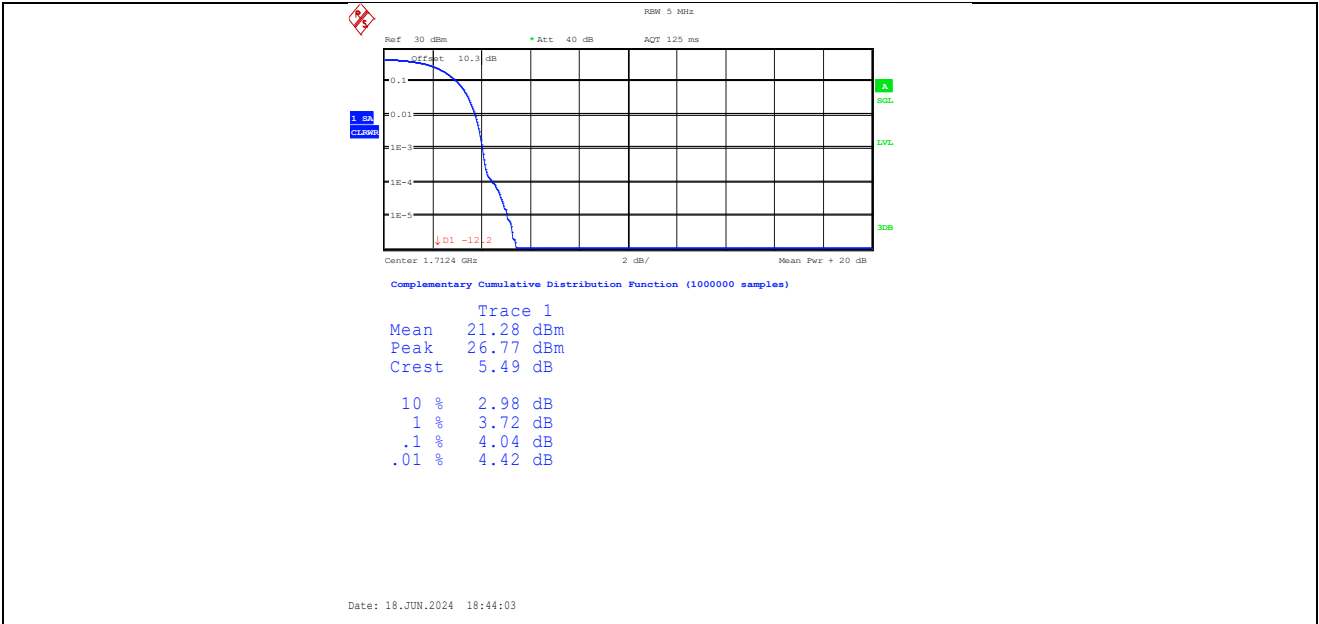 RBW 5 MHz
Ref 30 dBm * Att 40 dB AQT 125 ms
Offset 10.3 dB
0.1
A
SGL
0.01
1 SA
CLRWR
1E-3
LVL
1E-4
1E-5
3DB
↓D1 -12.2
Center 1.7124 GHz 2 dB/ Mean Pwr + 20 dB
Complementary Cumulative Distribution Function (1000000 samples)
Trace 1
Mean 21.28 dBm
Peak 26.77 dBm
Crest 5.49 dB
10 % 2.98 dB
1 % 3.72 dB
.1 % 4.04 dB
.01 % 4.42 dB
Date: 18.JUN.2024 18:44:03